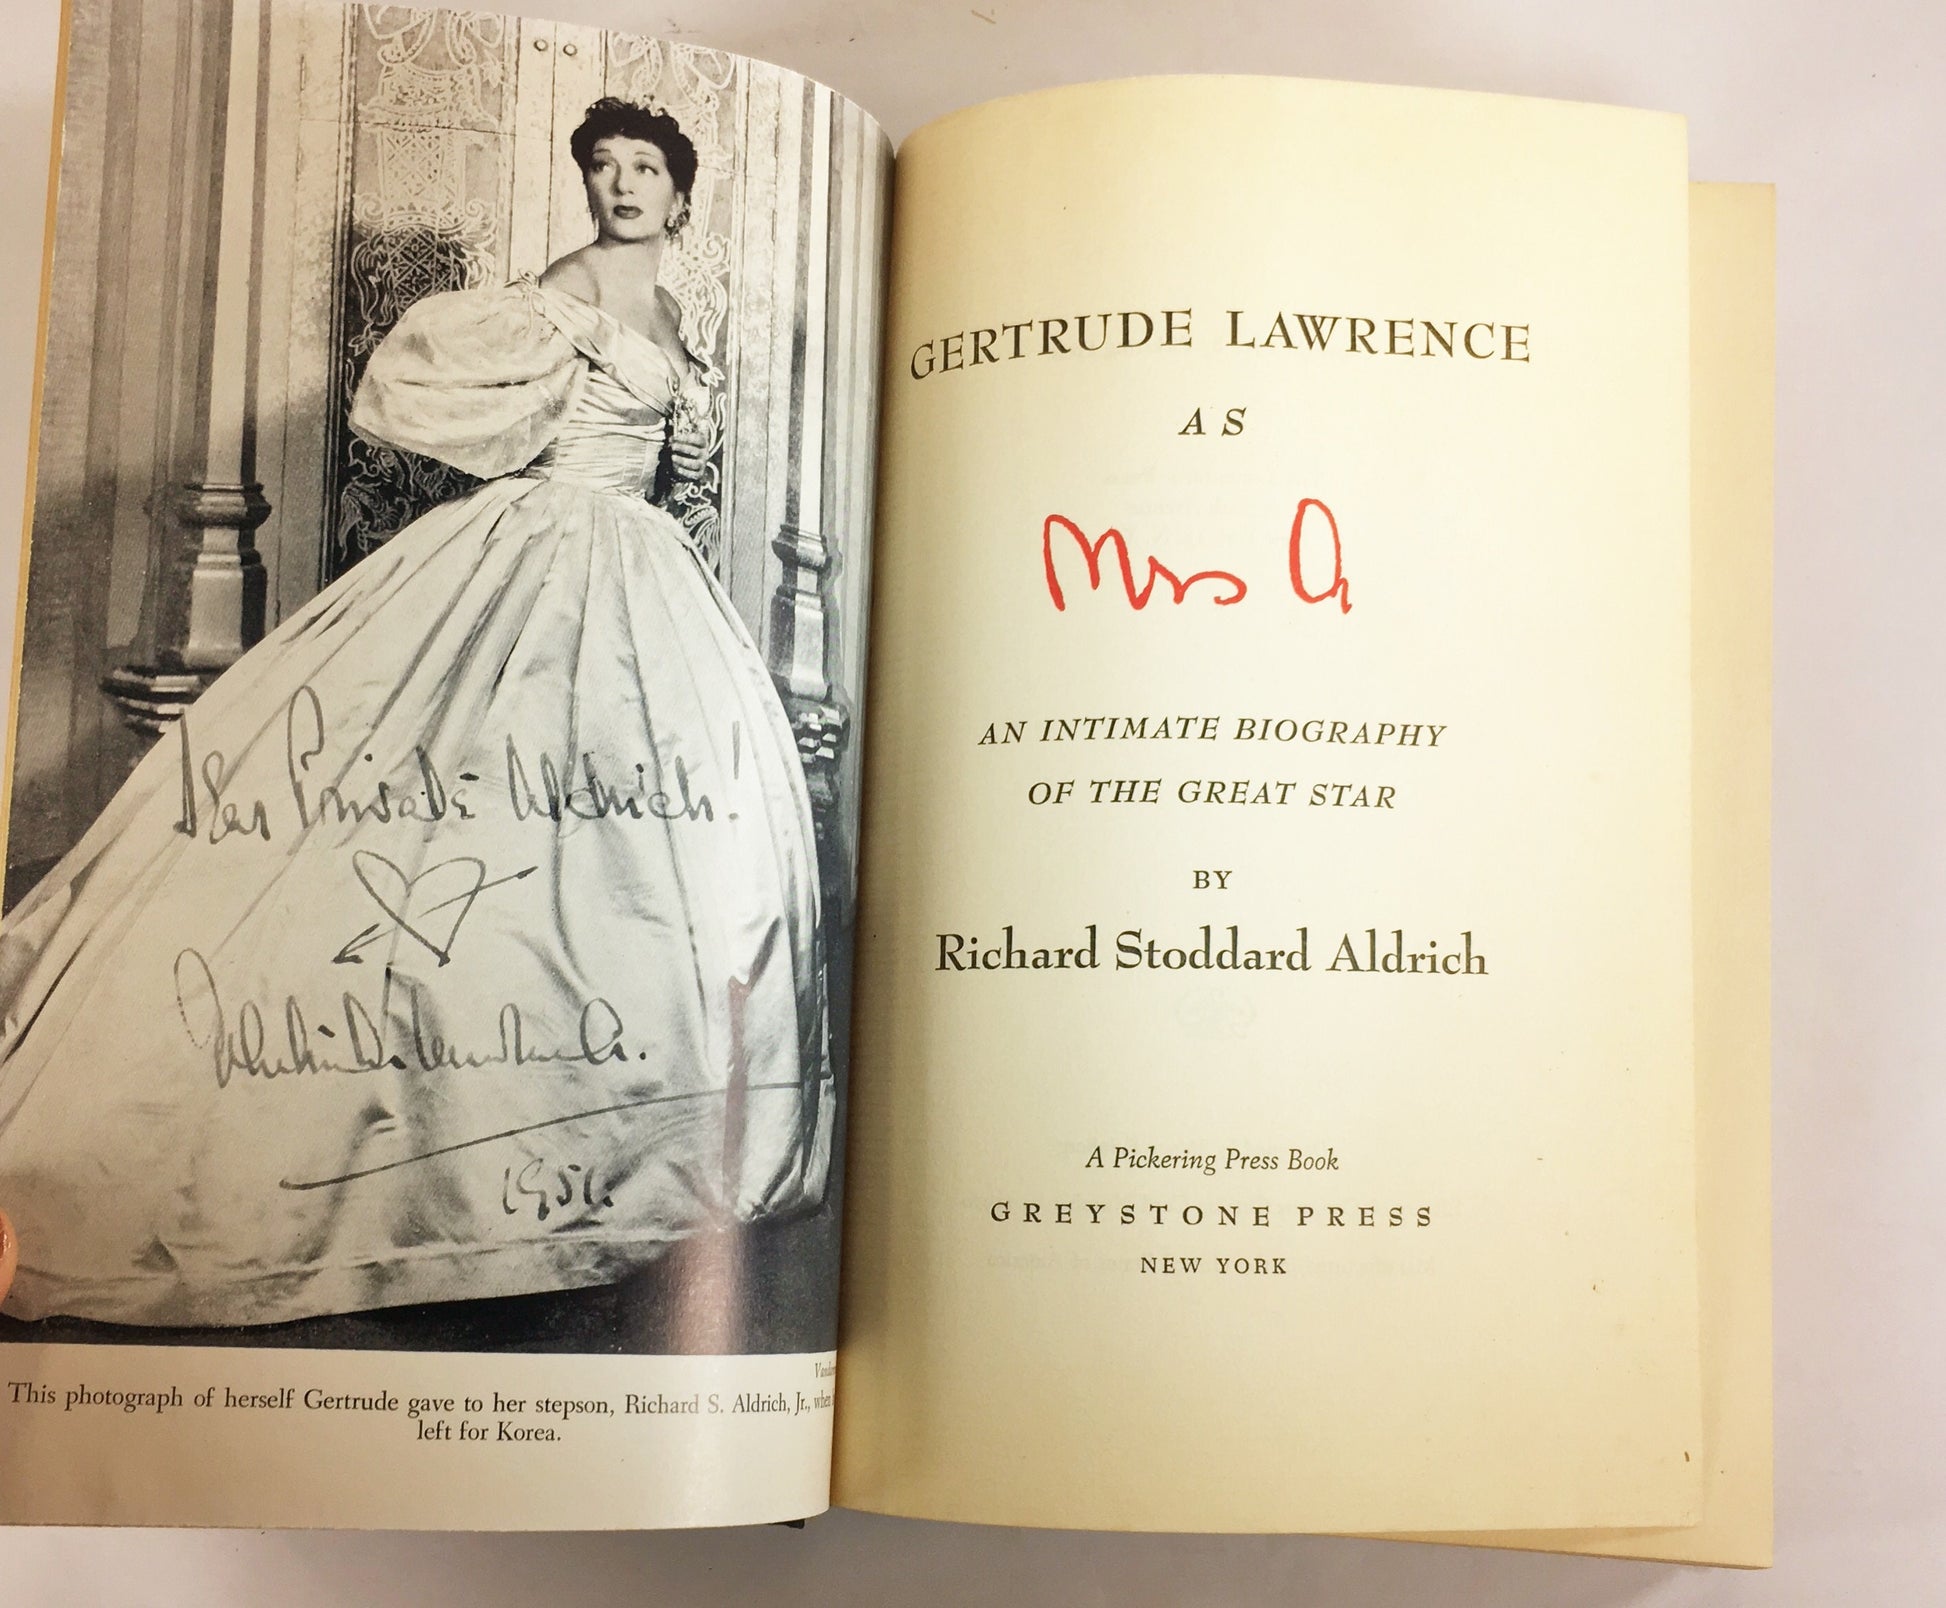 Dear Private Aldrich!
1951.
This photograph of herself Gertrude gave to her stepson, Richard S. Aldrich, Jr., when
left for Korea.
GERTRUDE LAWRENCE
AS
Mrs A
AN INTIMATE BIOGRAPHY
OF THE GREAT STAR
BY
Richard Stoddard Aldrich
A Pickering Press Book
GREYSTONE PRESS
NEW YORK